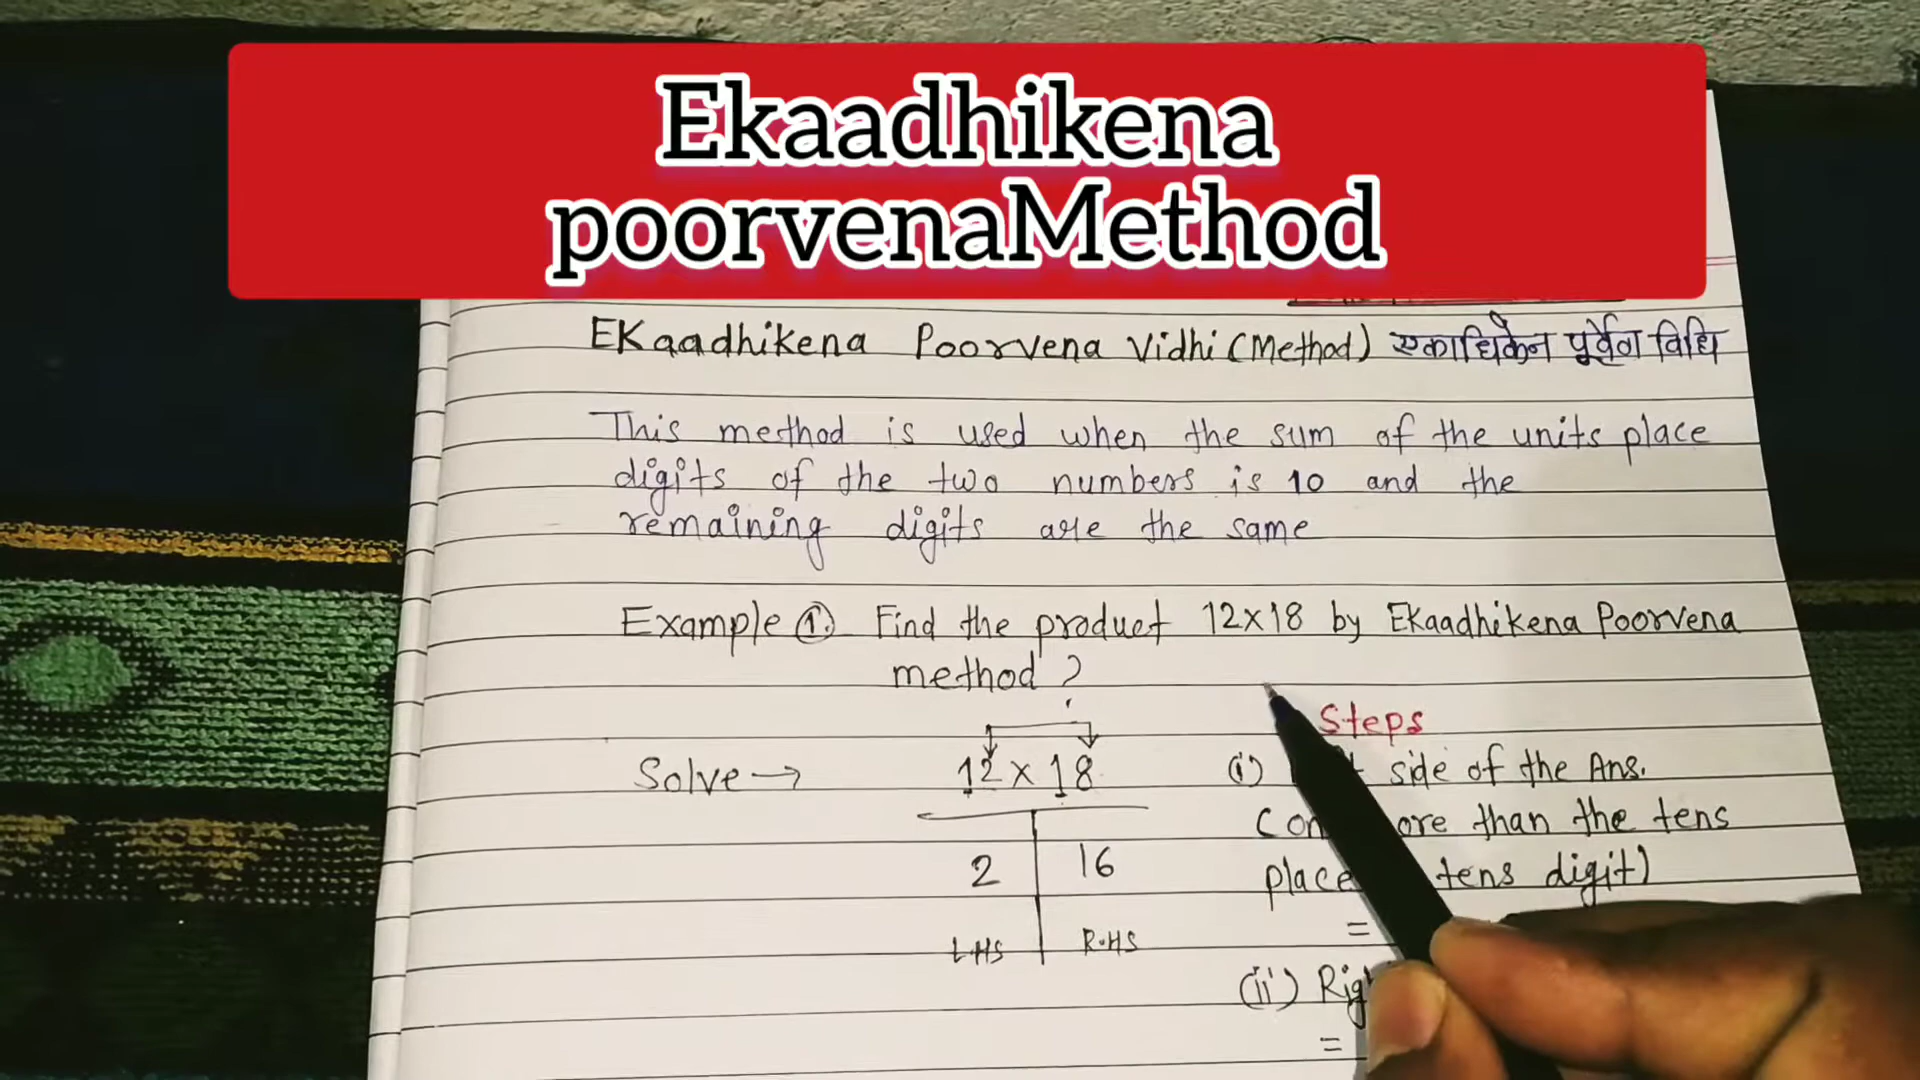 Ekaadhikena
poorvenaMethod
EKaadhikena Poorvena Vidhi (Method) एकाधिकेन पूर्वेण विधि
This method is used when the sum of the units place
digits of the two numbers is 10 and the
remaining digits are the same
Example ①. Find the product 12x18 by EKaadhikena Poorvena
method ?
Steps
Solve → 12 x 18
(i) side of the Ans.
than the tens
place tens digit)
2 16
=
L.HS R.HS
(ii)
=